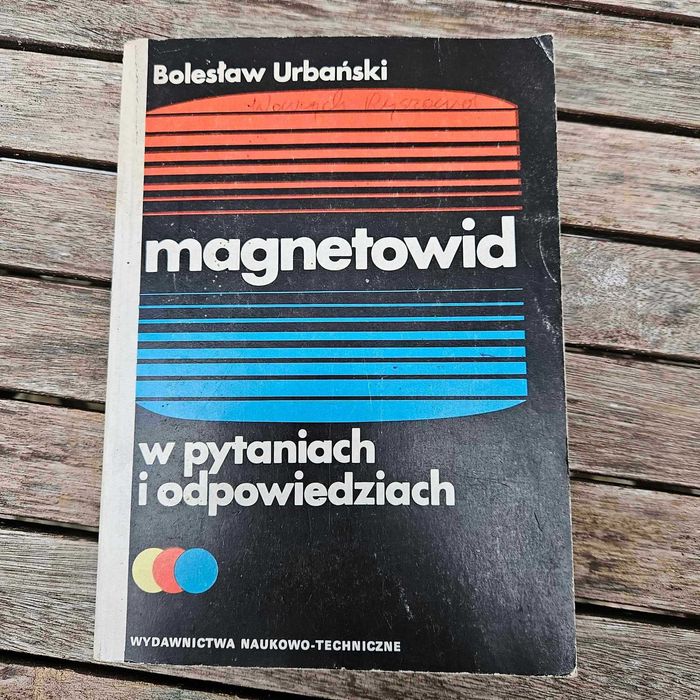 Bolesław Urbański
magnetowid
w pytaniach
i odpowiedziach
WYDAWNICTWA NAUKOWO-TECHNICZNE